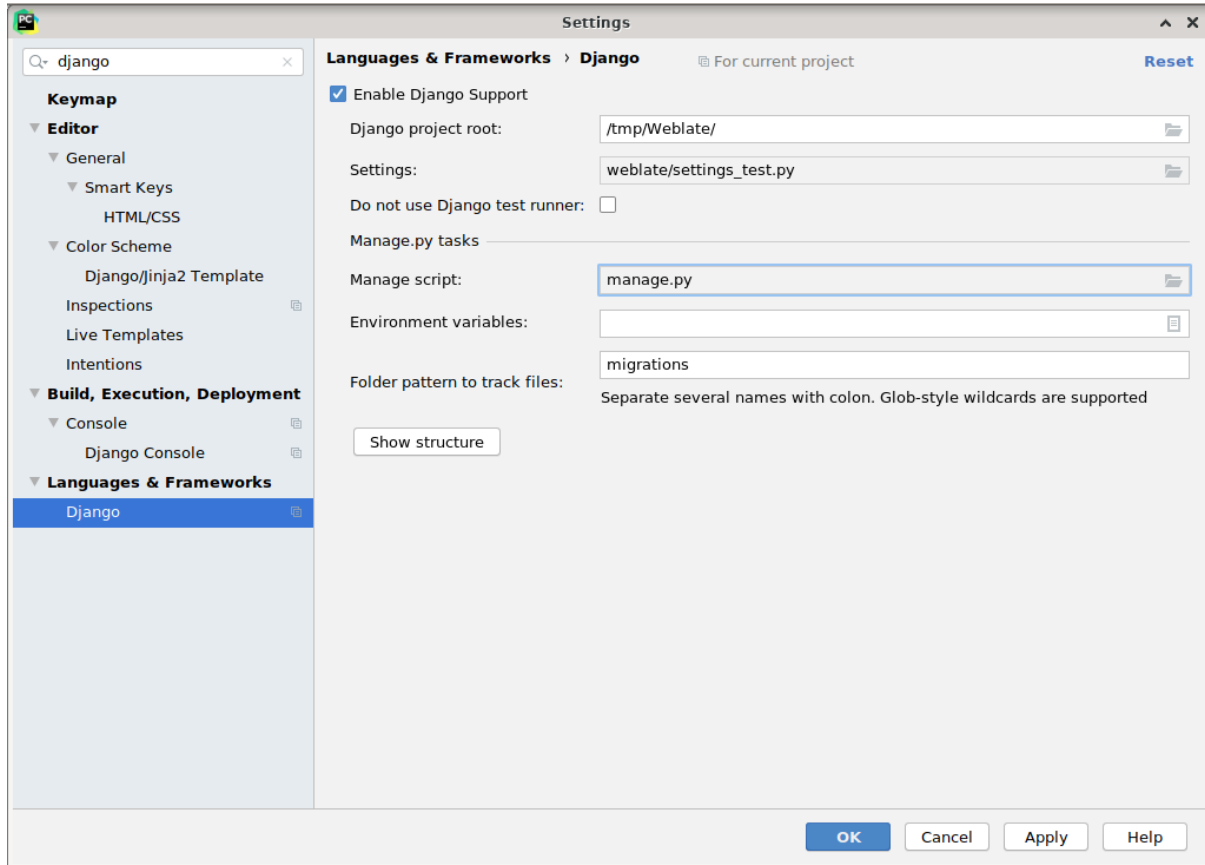 PC
Settings
django
Keymap
Editor
General
Smart Keys
HTML/CSS
Color Scheme
Django/Jinja2 Template
Inspections
Live Templates
Intentions
Build, Execution, Deployment
Console
Django Console
Languages & Frameworks
Django
Languages & Frameworks › Django For current project Reset
Enable Django Support
Django project root: /tmp/Weblate/
Settings: weblate/settings_test.py
Do not use Django test runner:
Manage.py tasks
Manage script: manage.py
Environment variables:
Folder pattern to track files: migrations
Separate several names with colon. Glob-style wildcards are supported
Show structure
OK Cancel Apply Help